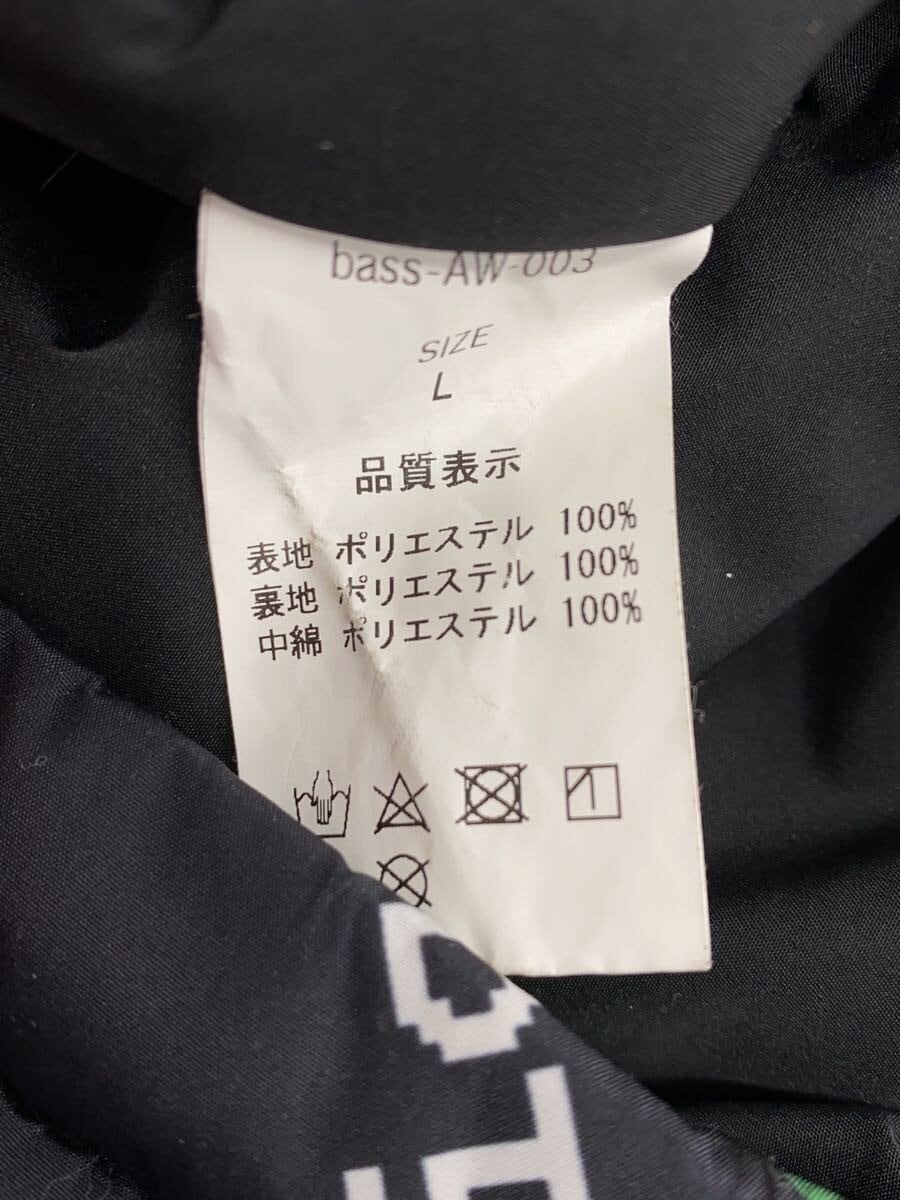 bass-AW-003
SIZE
L
品質表示
表地 ポリエステル 100%
裏地 ポリエステル 100%
中綿 ポリエステル 100%